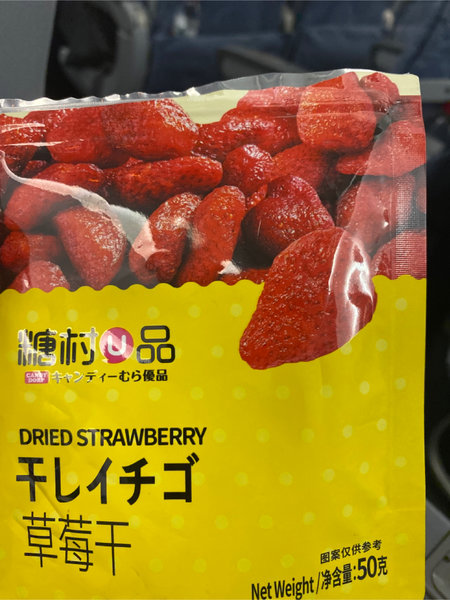 糖村U品
CANDY DORP キャンディーむら優品
DRIED STRAWBERRY
干しイチゴ
草莓干
图案仅供参考
Net Weight/净含量:50克